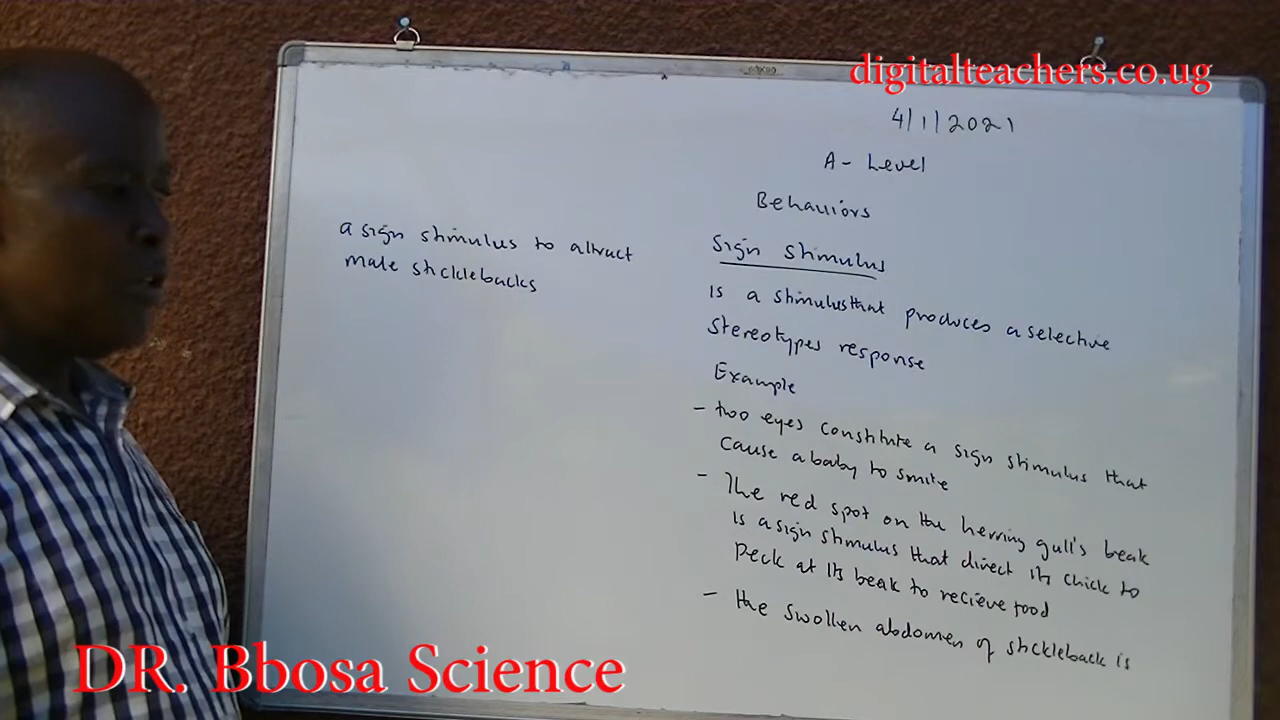 digitalteachers.co.ug
4/1/2021
A- Level
Behaviors
Sign stimulus
is a stimulus that produces a selective
stereotypes response
Example
- two eyes constitute a sign stimulus that
cause a baby to smile
- The red spot on the herring gull's beak
is a sign stimulus that direct its chick to
peck at its beak to recieve food
- the swollen abdomen of stickleback is
a sign stimulus to attract
male sticklebacks
DR. Bbosa Science